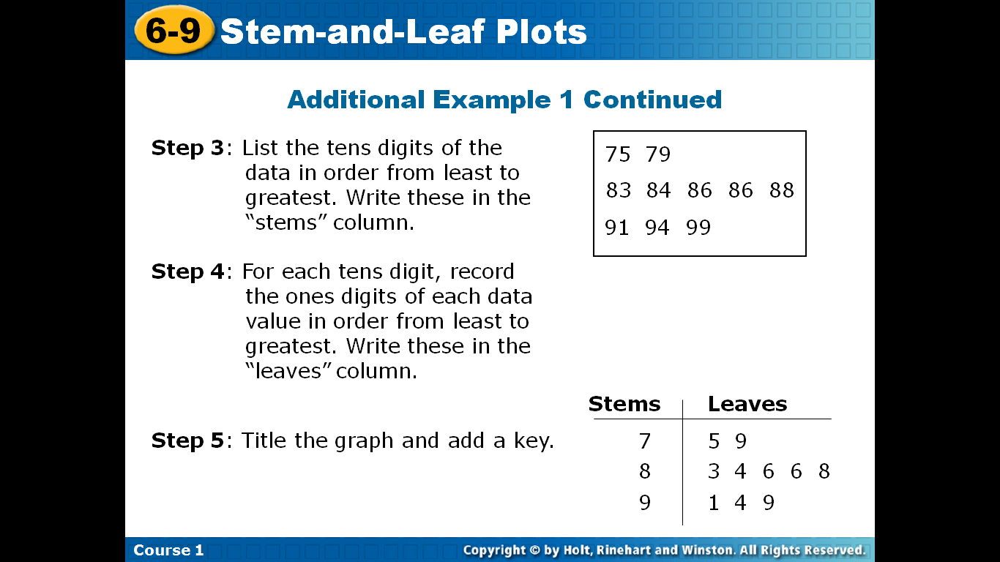 6-9 Stem-and-Leaf Plots
Additional Example 1 Continued
Step 3: List the tens digits of the
data in order from least to
greatest. Write these in the
“stems” column.
75 79
83 84 86 86 88
91 94 99
Step 4: For each tens digit, record
the ones digits of each data
value in order from least to
greatest. Write these in the
“leaves” column.
Step 5: Title the graph and add a key.
Stems Leaves
7 5 9
8 3 4 6 6 8
9 1 4 9
Course 1
Copyright © by Holt, Rinehart and Winston. All Rights Reserved.